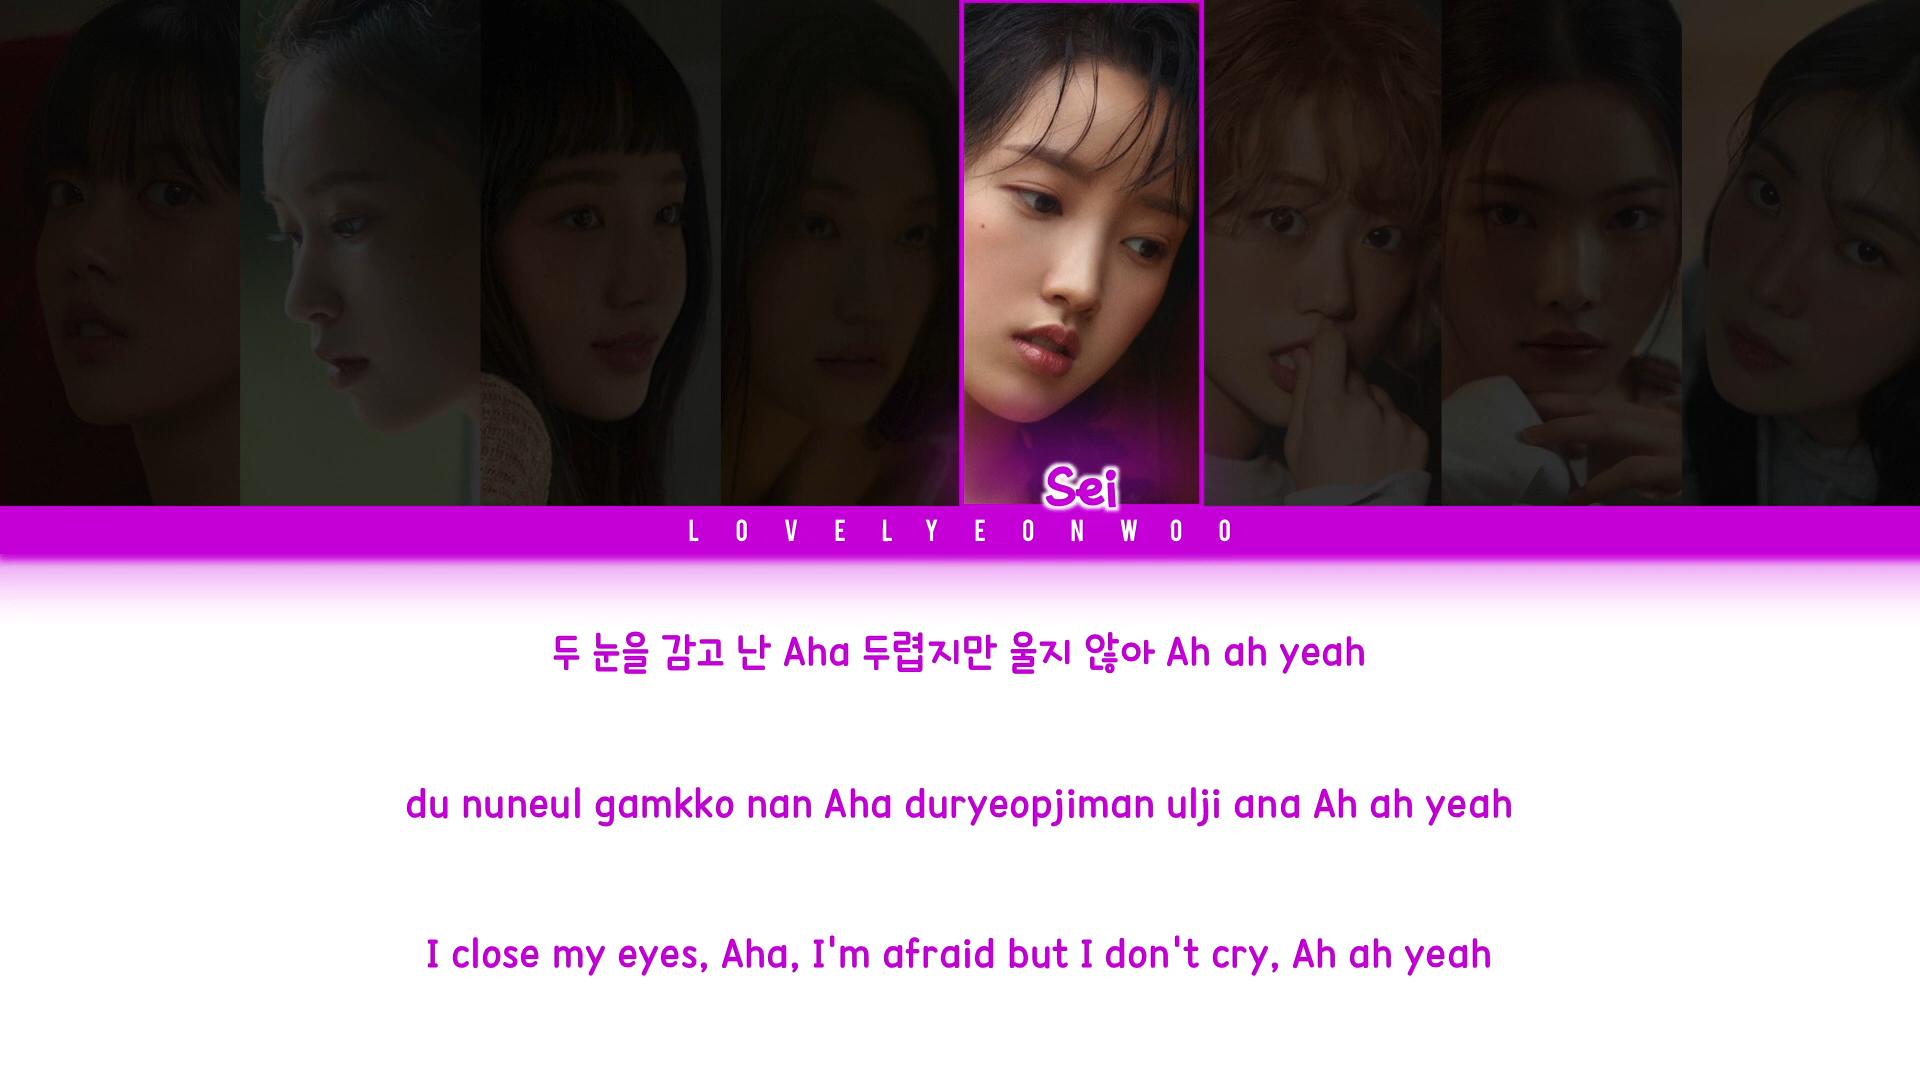 Sei
LOVELYEONWOO
두 눈을 감고 난 Aha 두렵지만 울지 않아 Ah ah yeah
du nuneul gamkko nan Aha duryeopjiman ulji ana Ah ah yeah
I close my eyes, Aha, I'm afraid but I don't cry, Ah ah yeah